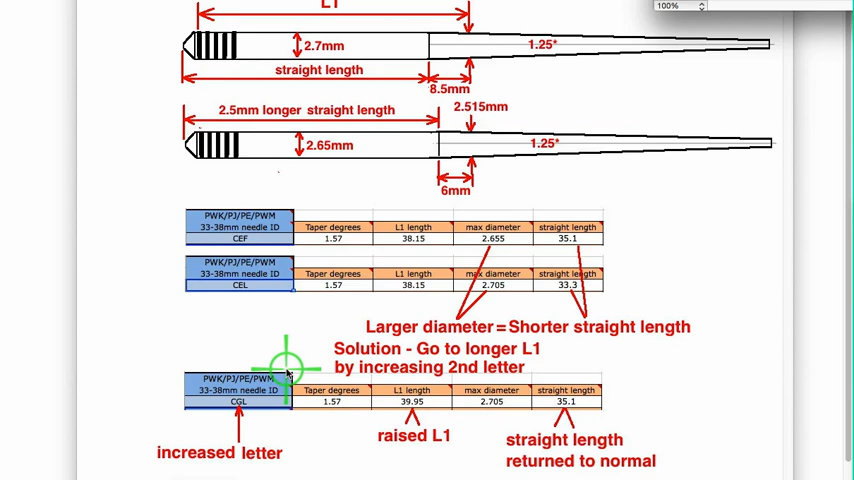 L1
100%
2.7mm
1.25*
straight length
8.5mm
2.5mm longer straight length
2.515mm
2.65mm
1.25*
6mm
PWK/PJ/PE/PWM
33-38mm needle ID Taper degrees L1 length max diameter straight length
CEF 1.57 38.15 2.655 35.1
PWK/PJ/PE/PWM
33-38mm needle ID Taper degrees L1 length max diameter straight length
CEL 1.57 38.15 2.705 33.3
Larger diameter = Shorter straight length
Solution - Go to longer L1
by increasing 2nd letter
PWK/PJ/PE/PWM
33-38mm needle ID Taper degrees L1 length max diameter straight length
CGL 1.57 39.95 2.705 35.1
increased letter
raised L1
straight length
returned to normal